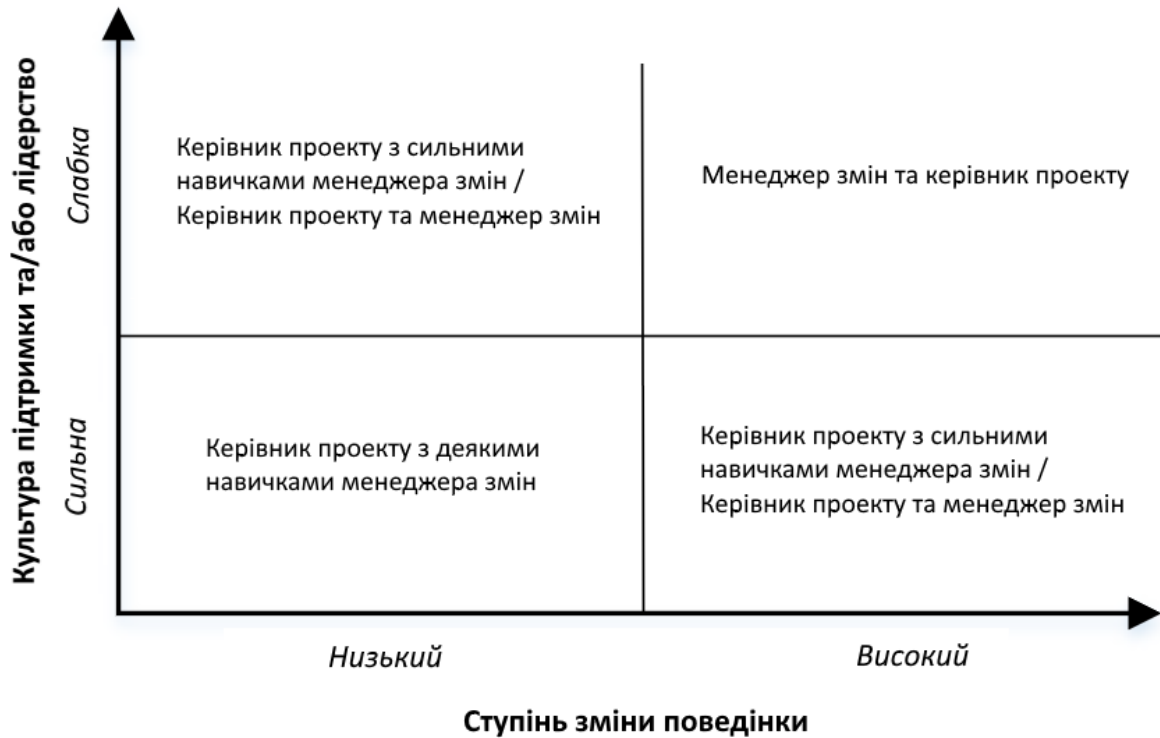 Культура підтримки та/або лідерство
Слабка
Сильна
Керівник проекту з сильними
навичками менеджера змін /
Керівник проекту та менеджер змін
Менеджер змін та керівник проекту
Керівник проекту з деякими
навичками менеджера змін
Керівник проекту з сильними
навичками менеджера змін /
Керівник проекту та менеджер змін
Низький
Високий
Ступінь зміни поведінки